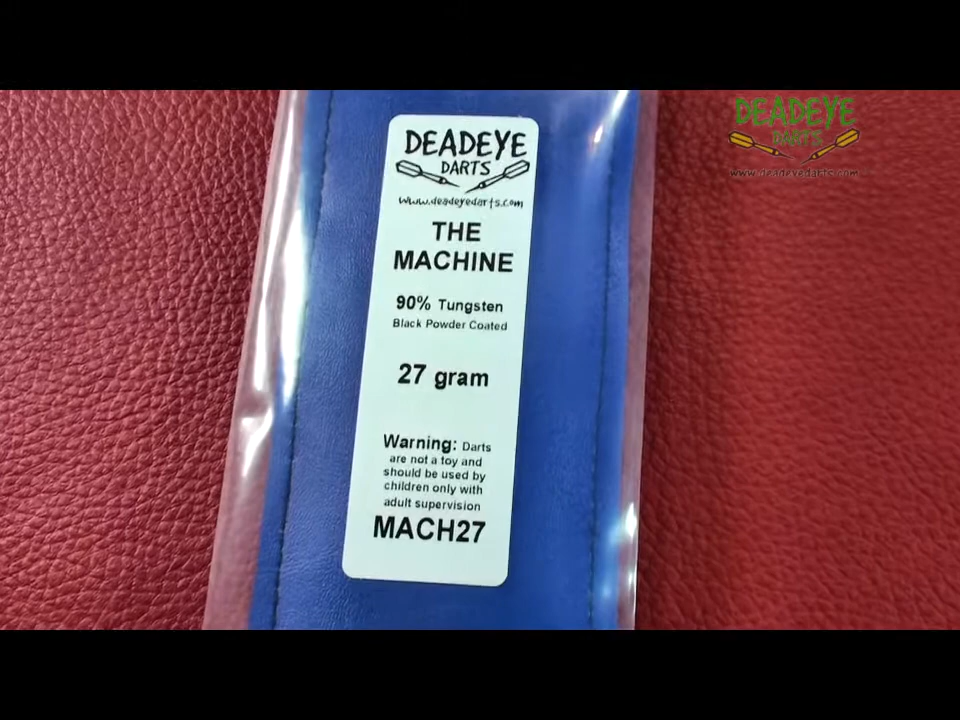 DEADEYE
DARTS
www.deadeyedarts.com
THE
MACHINE
90% Tungsten
Black Powder Coated
27 gram
Warning: Darts
are not a toy and
should be used by
children only with
adult supervision
MACH27
DEADEYE
DARTS
www.deadeyedarts.com